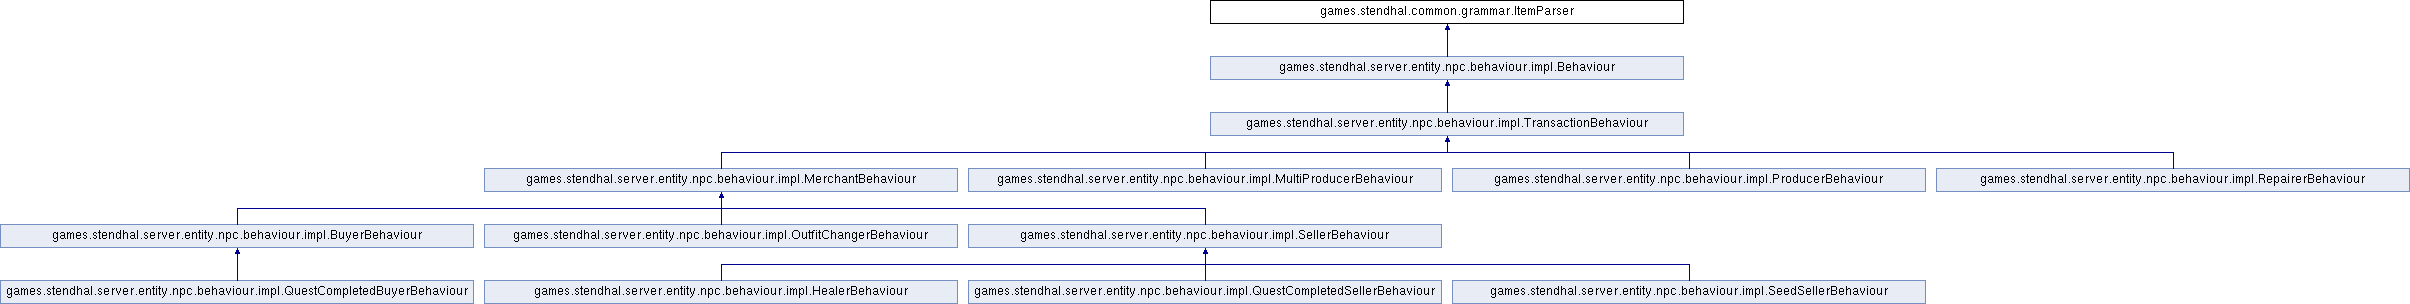 games.stendhal.common.grammar.ItemParser
games.stendhal.server.entity.npc.behaviour.impl.Behaviour
games.stendhal.server.entity.npc.behaviour.impl.TransactionBehaviour
games.stendhal.server.entity.npc.behaviour.impl.MerchantBehaviour
games.stendhal.server.entity.npc.behaviour.impl.MultiProducerBehaviour
games.stendhal.server.entity.npc.behaviour.impl.ProducerBehaviour
games.stendhal.server.entity.npc.behaviour.impl.RepairerBehaviour
games.stendhal.server.entity.npc.behaviour.impl.BuyerBehaviour
games.stendhal.server.entity.npc.behaviour.impl.OutfitChangerBehaviour
games.stendhal.server.entity.npc.behaviour.impl.SellerBehaviour
games.stendhal.server.entity.npc.behaviour.impl.QuestCompletedBuyerBehaviour
games.stendhal.server.entity.npc.behaviour.impl.HealerBehaviour
games.stendhal.server.entity.npc.behaviour.impl.QuestCompletedSellerBehaviour
games.stendhal.server.entity.npc.behaviour.impl.SeedSellerBehaviour